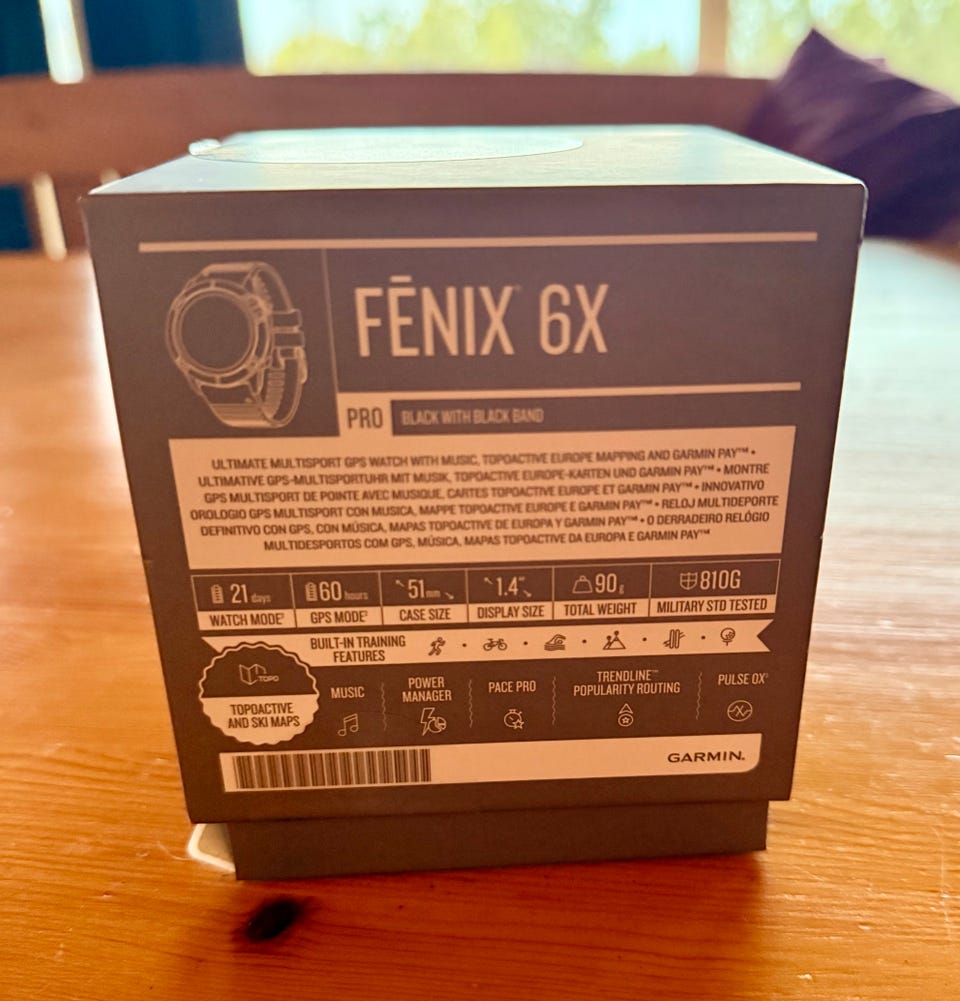 FĒNIX® 6X
PRO
BLACK WITH BLACK BAND
ULTIMATE MULTISPORT GPS WATCH WITH MUSIC, TOPOACTIVE EUROPE MAPPING AND GARMIN PAY™ •
ULTIMATIVE GPS-MULTISPORTUHR MIT MUSIK, TOPOACTIVE EUROPE-KARTEN UND GARMIN PAY™ • MONTRE
GPS MULTISPORT DE POINTE AVEC MUSIQUE, CARTES TOPOACTIVE EUROPE ET GARMIN PAY™ • INNOVATIVO
OROLOGIO GPS MULTISPORT CON MUSICA, MAPPE TOPOACTIVE EUROPE E GARMIN PAY™ • RELOJ MULTIDEPORTE
DEFINITIVO CON GPS, CON MÚSICA, MAPAS TOPOACTIVE DE EUROPA Y GARMIN PAY™ • O DERRADEIRO RELÓGIO
MULTIDESPORTOS COM GPS, MÚSICA, MAPAS TOPOACTIVE DA EUROPA E GARMIN PAY™
21 days
WATCH MODE²
60 hours
GPS MODE²
51mm
CASE SIZE
1.4"
DISPLAY SIZE
90g
TOTAL WEIGHT
810G
MILITARY STD TESTED
BUILT-IN TRAINING
FEATURES
TOPO
TOPOACTIVE
AND SKI MAPS
MUSIC
POWER
MANAGER
PACE PRO
TRENDLINE™
POPULARITY ROUTING
PULSE OX¹
GARMIN.